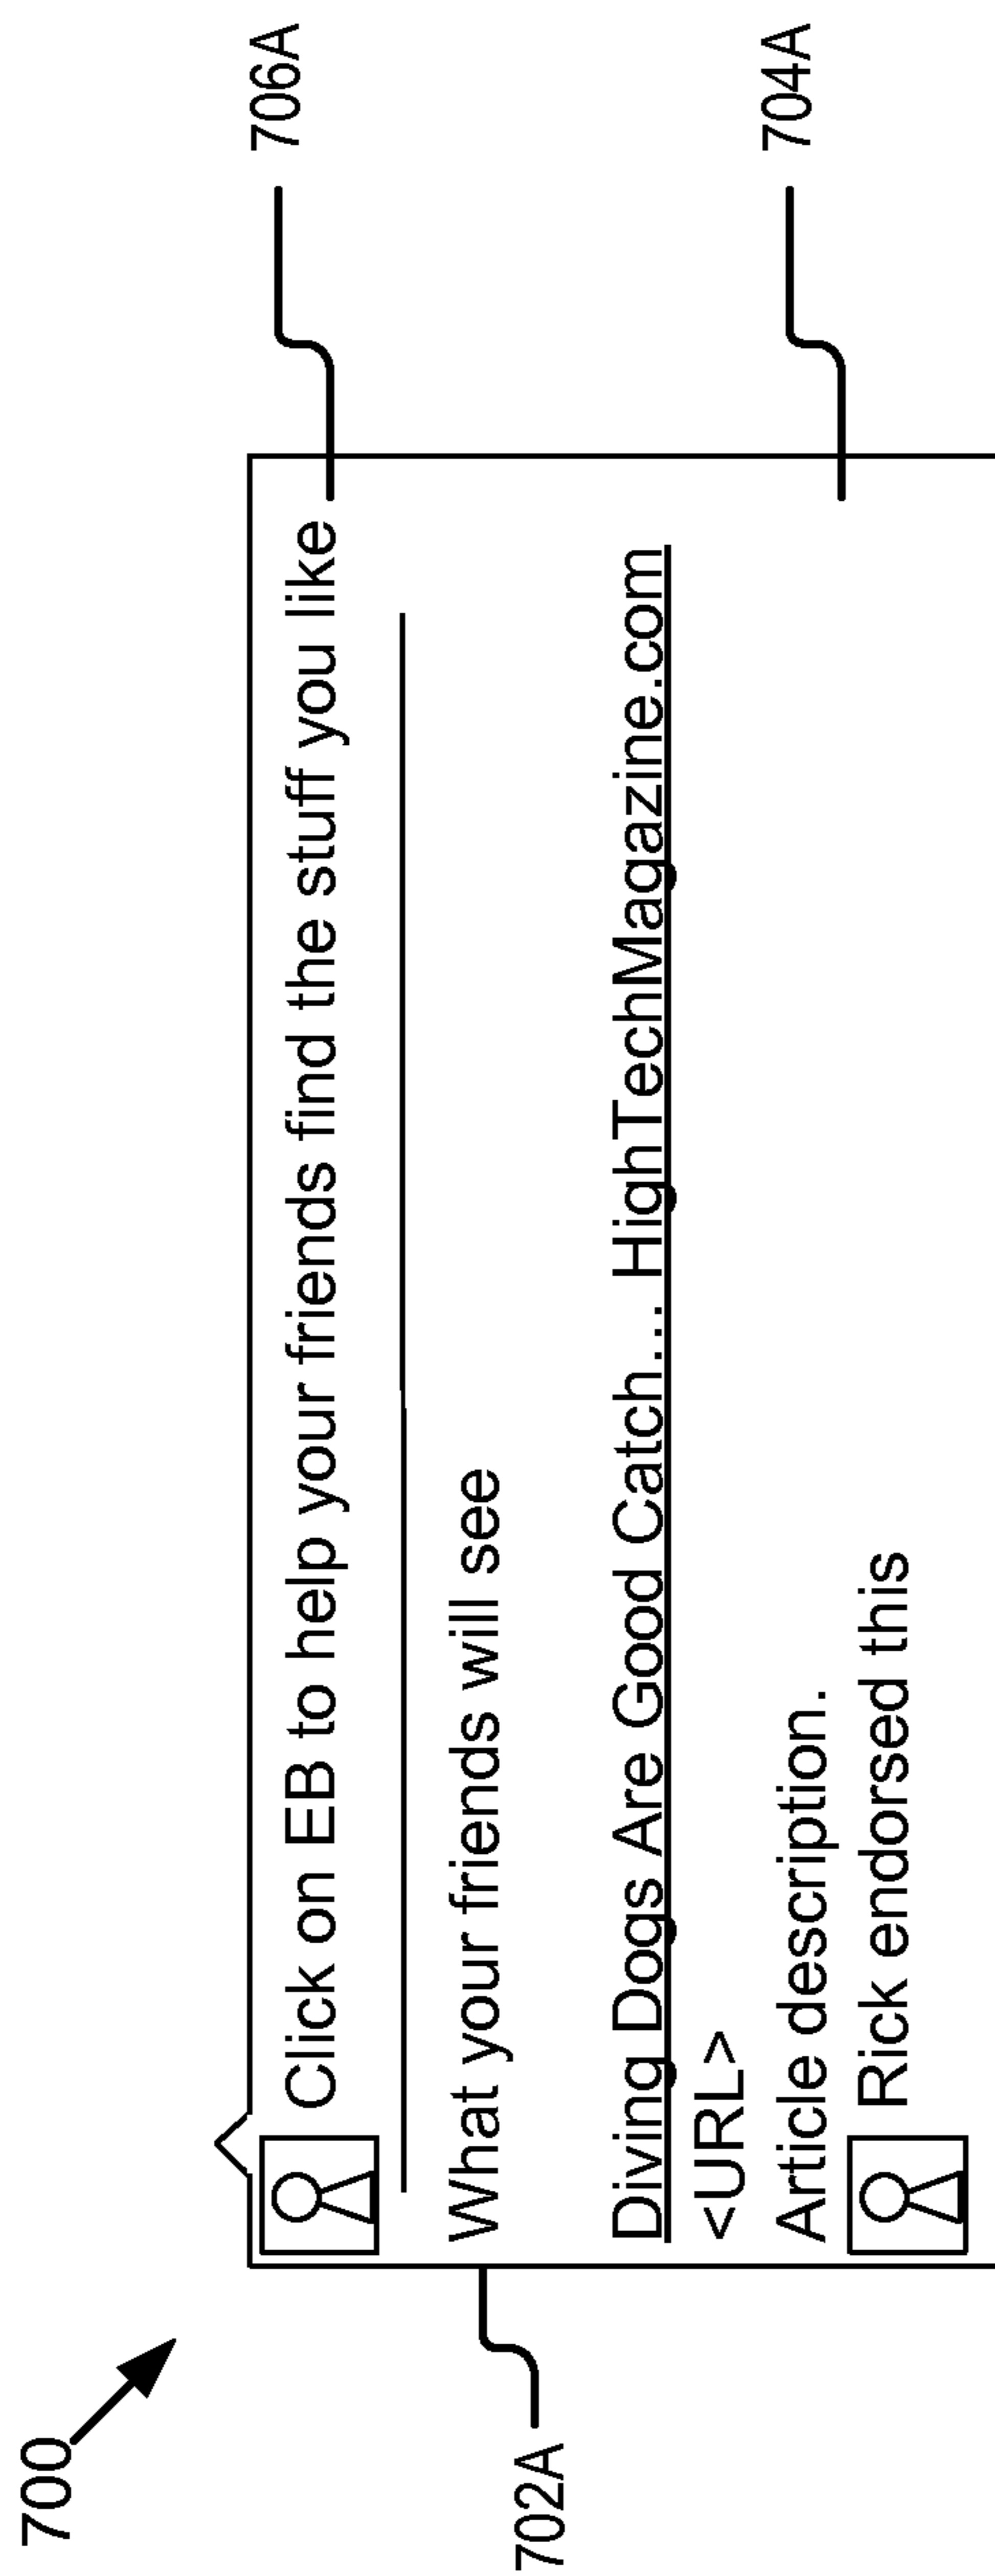 700
706A
Click on EB to help your friends find the stuff you like
702A
What your friends will see
Diving Dogs Are Good Catch... HighTechMagazine.com
<URL>
704A
Article description.
Rick endorsed this